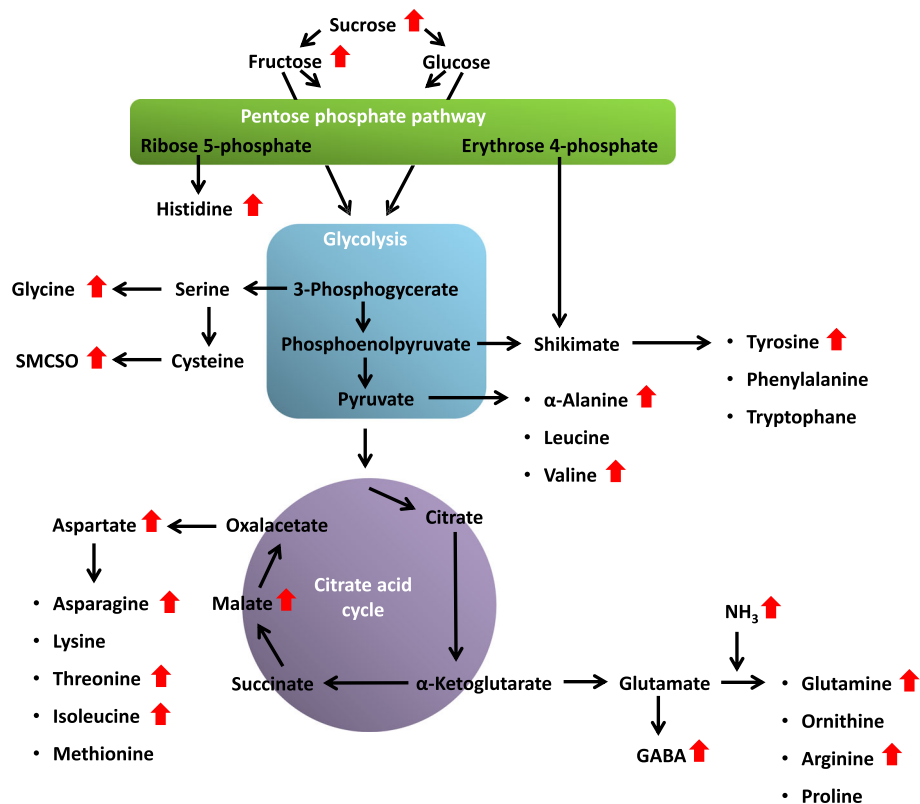 Sucrose
Fructose
Glucose
Pentose phosphate pathway
Ribose 5-phosphate
Erythrose 4-phosphate
Histidine
Glycolysis
Glycine
Serine
3-Phosphogycerate
SMCSO
Cysteine
Phosphoenolpyruvate
Shikimate
• Tyrosine
• Phenylalanine
• Tryptophane
Pyruvate
• α-Alanine
• Leucine
• Valine
Aspartate
Oxalacetate
Citrate
Citrate acid
cycle
• Asparagine
• Lysine
• Threonine
• Isoleucine
• Methionine
Malate
Succinate
α-Ketoglutarate
Glutamate
NH3
GABA
• Glutamine
• Ornithine
• Arginine
• Proline